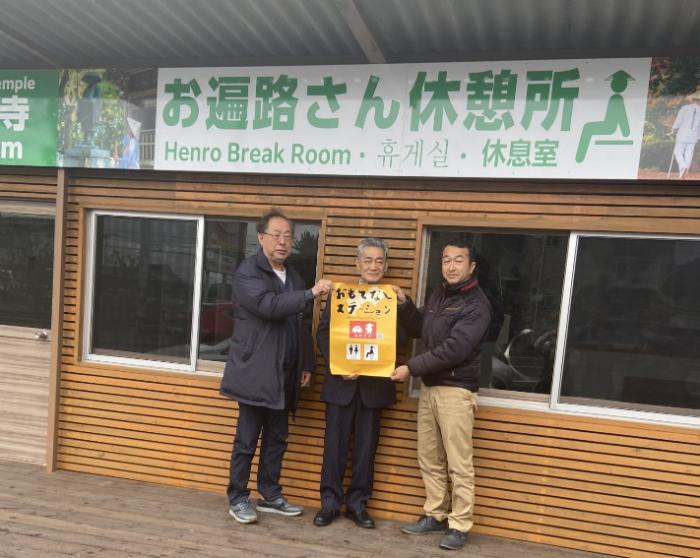 emple
寺
m
お遍路さん休憩所
Henro Break Room・휴게실・休息室
おもてなし
ステーション